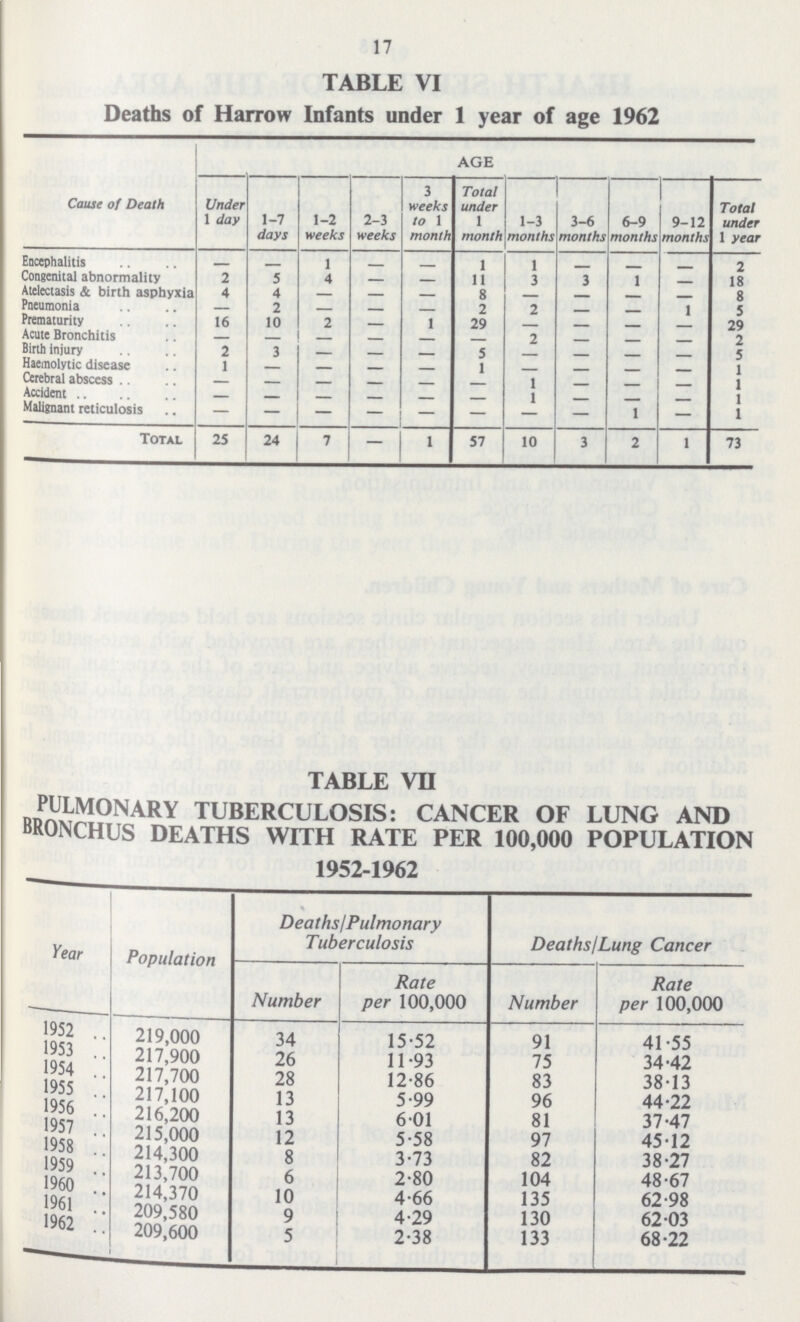 17
TABLE VI
Deaths of Harrow Infants under 1 year of age 1962
AGE
Cause of Death | Under 1 day | 1-7 days | 1-2 weeks | 2-3 weeks | 3 weeks to 1 month | Total under 1 month | 1-3 months | 3-6 months | 6-9 months | 9-12 months | Total under 1 year
Encephalitis .. .. — — 1 — — 1 1 — — — 2
Congenital abnormality 2 5 4 — — 11 3 3 1 — 18
Atelectasis & birth asphyxia 4 4 — — — 8 — — — — 8
Pneumonia .. .. — 2 — — — 2 2 — — 1 5
Prematurity .. 16 10 2 — 1 29 — — — — 29
Acute Bronchitis .. — — — — — — 2 — — — 2
Birth injury .. .. 2 3 — — — 5 — — — — 5
Haemolytic disease .. 1 — — — — 1 — — — — 1
Cerebral abscess .. .. — — — — — — 1 — — — 1
Accident .. .. .. — — — — — — 1 — — — 1
Malignant reticulosis .. — — — — — — — — 1 — 1
TOTAL 25 24 7 — 1 57 10 3 2 1 73
TABLE VII
PULMONARY TUBERCULOSIS: CANCER OF LUNG AND
BRONCHUS DEATHS WITH RATE PER 100,000 POPULATION
1952-1962
Year | Population | Deaths/Pulmonary Tuberculosis | Deaths/Lung Cancer
Number | Rate per 100,000 | Number | Rate per 100,000
1952 .. 219,000 34 15·52 91 41·55
1953 .. 217,900 26 11·93 75 34·42
1954 .. 217,700 28 12·86 83 38·13
1955 .. 217,100 13 5·99 96 44·22
1956 .. 216,200 13 6·01 81 37·47
1957 .. 215,000 12 5·58 97 45·12
1958 .. 214,300 8 3·73 82 38·27
1959 .. 213,700 6 2·80 104 48·67
1960 .. 214,370 10 4·66 135 62·98
1961 .. 209,580 9 4·29 130 62·03
1962 .. 209,600 5 2·38 133 68·22